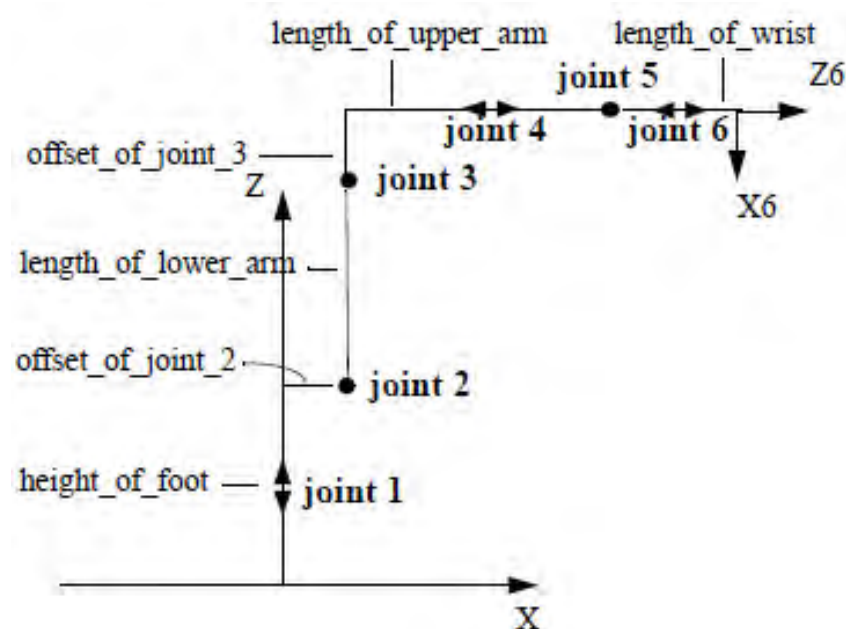 length_of_upper_arm
length_of_wrist
joint 5
Z6
joint 4
joint 6
offset_of_joint_3
Z
joint 3
X6
length_of_lower_arm
offset_of_joint_2
joint 2
height_of_foot
joint 1
X